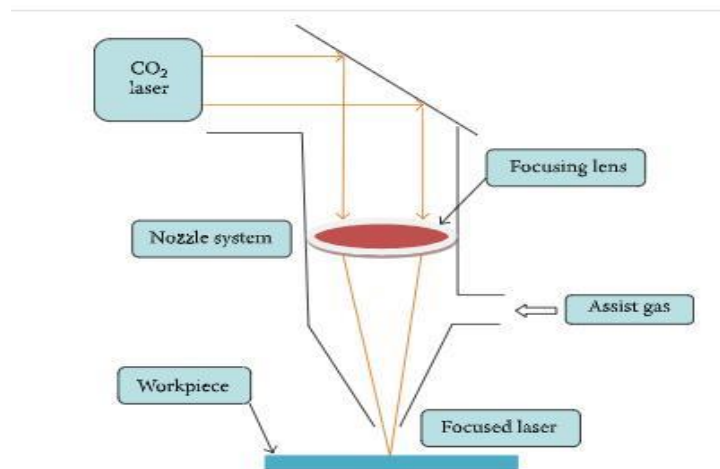 CO₂
laser
Focusing lens
Nozzle system
Assist gas
Workpiece
Focused laser